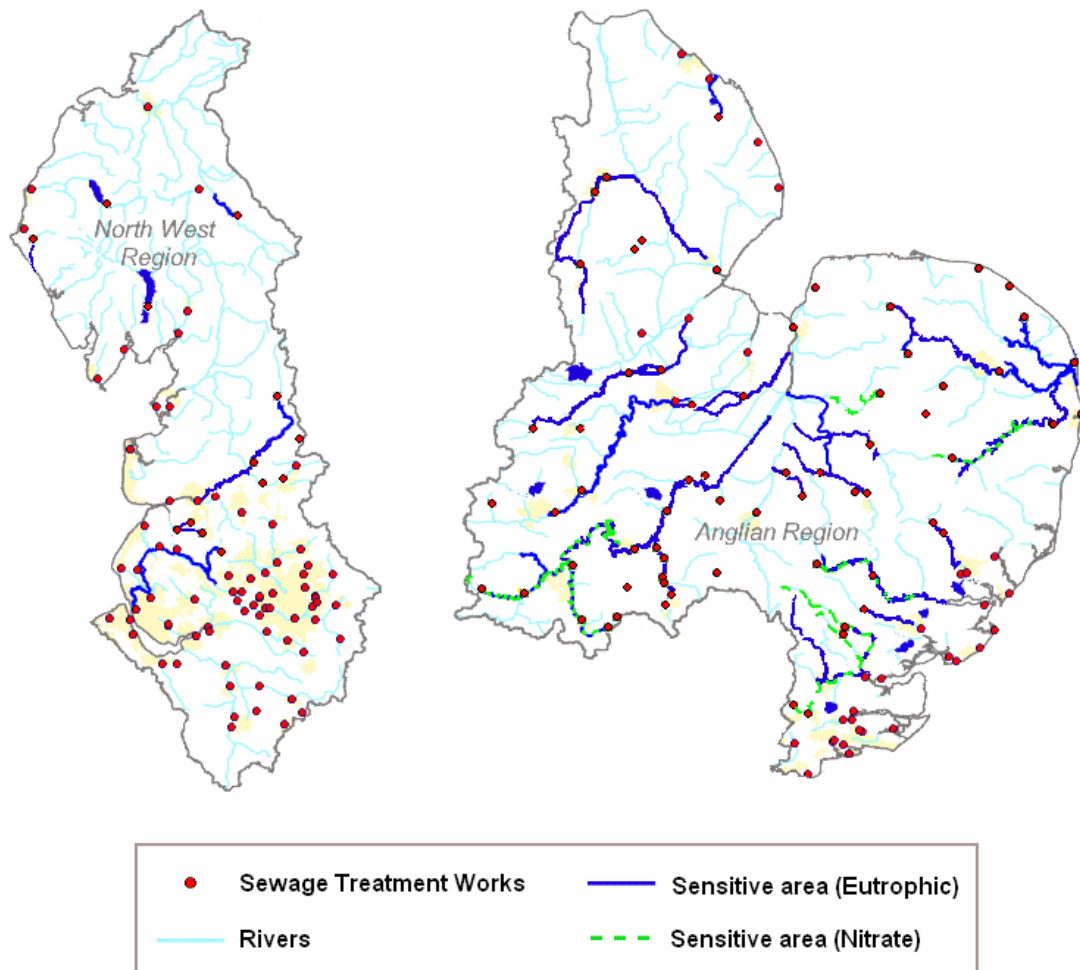 North West
Region
Anglian Region
Sewage Treatment Works
Sensitive area (Eutrophic)
Rivers
Sensitive area (Nitrate)